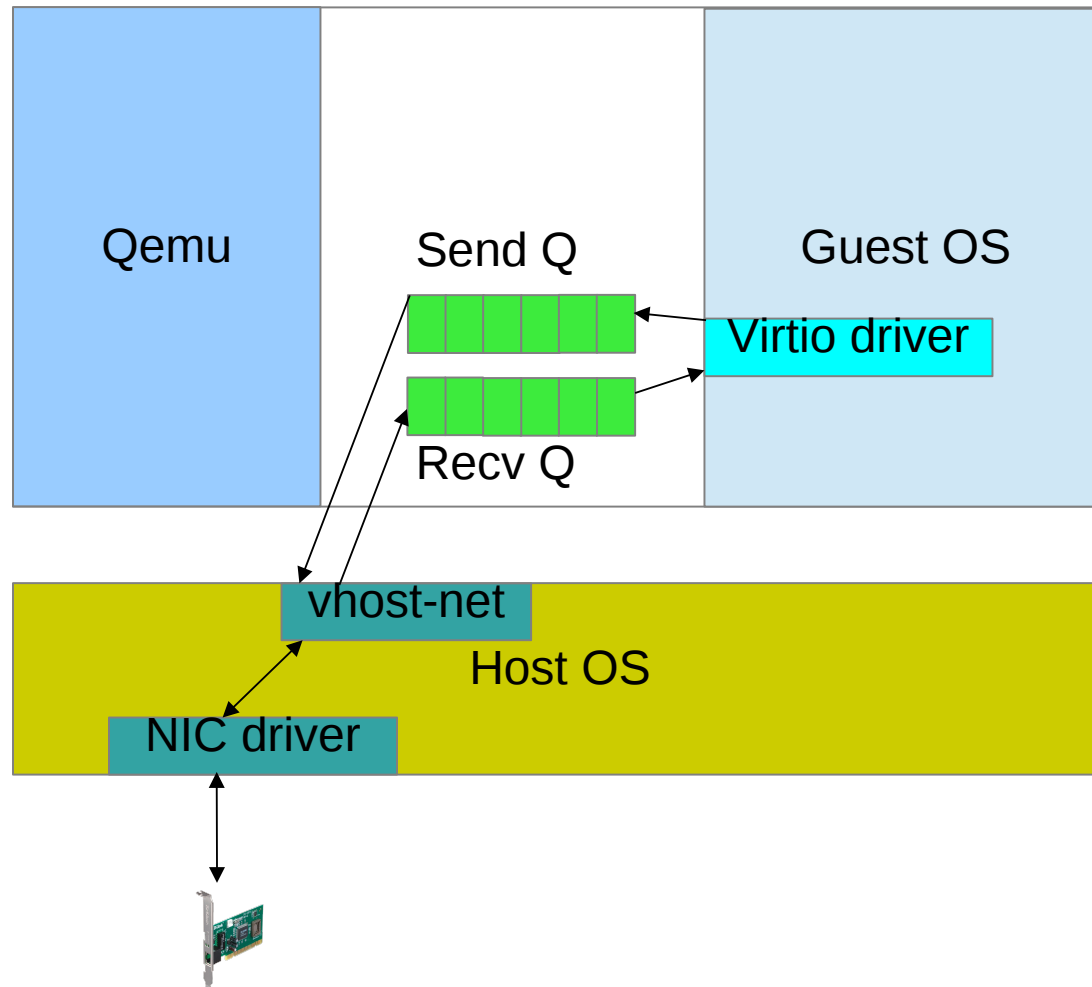 Qemu
Send Q
Guest OS
Virtio driver
Recv Q
vhost-net
Host OS
NIC driver